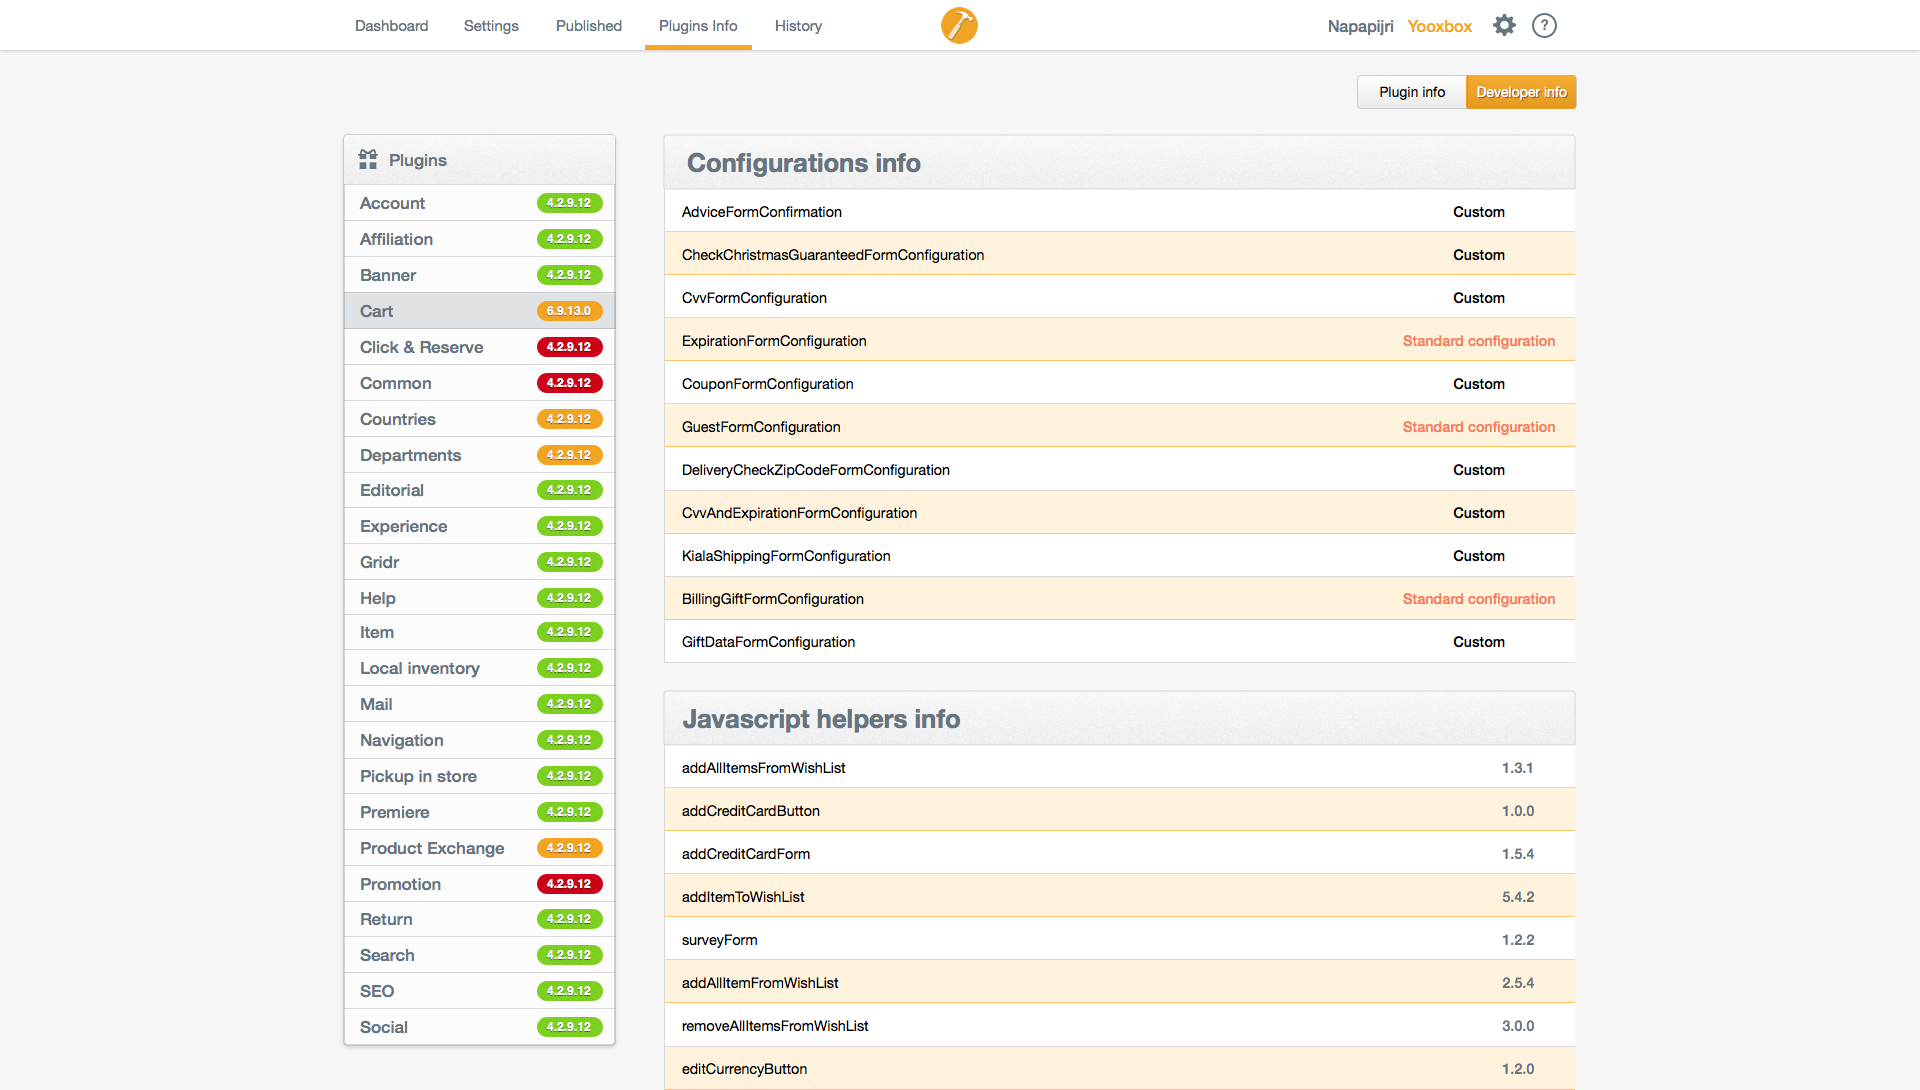 Dashboard Settings Published Plugins Info History Napapijri Yooxbox ?
Plugin info Developer info
Plugins
Account 4.2.9.12
Affiliation 4.2.9.12
Banner 4.2.9.12
Cart 6.9.13.0
Click & Reserve 4.2.9.12
Common 4.2.9.12
Countries 4.2.9.12
Departments 4.2.9.12
Editorial 4.2.9.12
Experience 4.2.9.12
Gridr 4.2.9.12
Help 4.2.9.12
Item 4.2.9.12
Local inventory 4.2.9.12
Mail 4.2.9.12
Navigation 4.2.9.12
Pickup in store 4.2.9.12
Premiere 4.2.9.12
Product Exchange 4.2.9.12
Promotion 4.2.9.12
Return 4.2.9.12
Search 4.2.9.12
SEO 4.2.9.12
Social 4.2.9.12
Configurations info
AdviceFormConfirmation Custom
CheckChristmasGuaranteedFormConfiguration Custom
CvvFormConfiguration Custom
ExpirationFormConfiguration Standard configuration
CouponFormConfiguration Custom
GuestFormConfiguration Standard configuration
DeliveryCheckZipCodeFormConfiguration Custom
CvvAndExpirationFormConfiguration Custom
KialaShippingFormConfiguration Custom
BillingGiftFormConfiguration Standard configuration
GiftDataFormConfiguration Custom
Javascript helpers info
addAllItemsFromWishList 1.3.1
addCreditCardButton 1.0.0
addCreditCardForm 1.5.4
addItemToWishList 5.4.2
surveyForm 1.2.2
addAllItemFromWishList 2.5.4
removeAllItemsFromWishList 3.0.0
editCurrencyButton 1.2.0